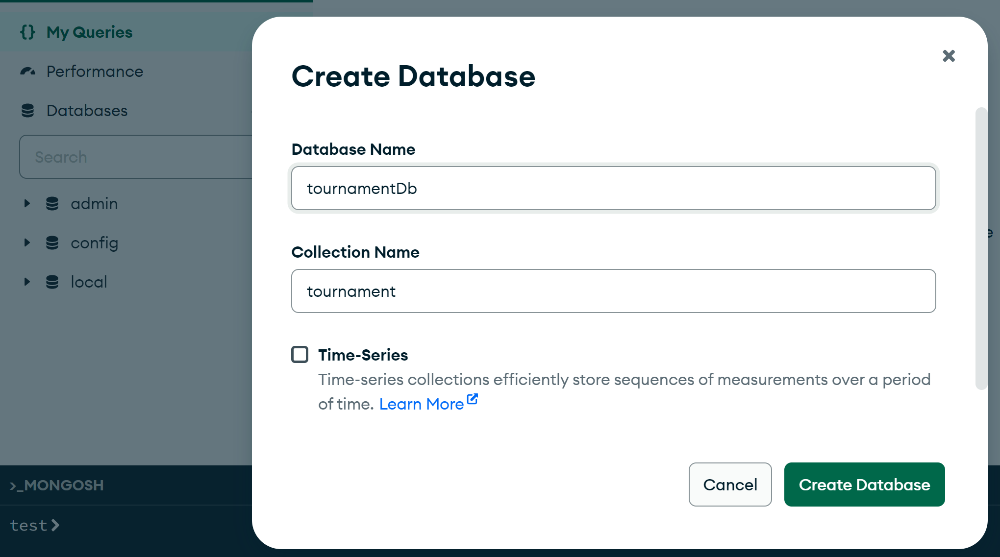 My Queries
Performance
Databases
Search
admin
config
local
>_MONGOSH
test>
Create Database
Database Name
tournamentDb
Collection Name
tournament
Time-Series
Time-series collections efficiently store sequences of measurements over a period
of time. Learn More
Cancel
Create Database